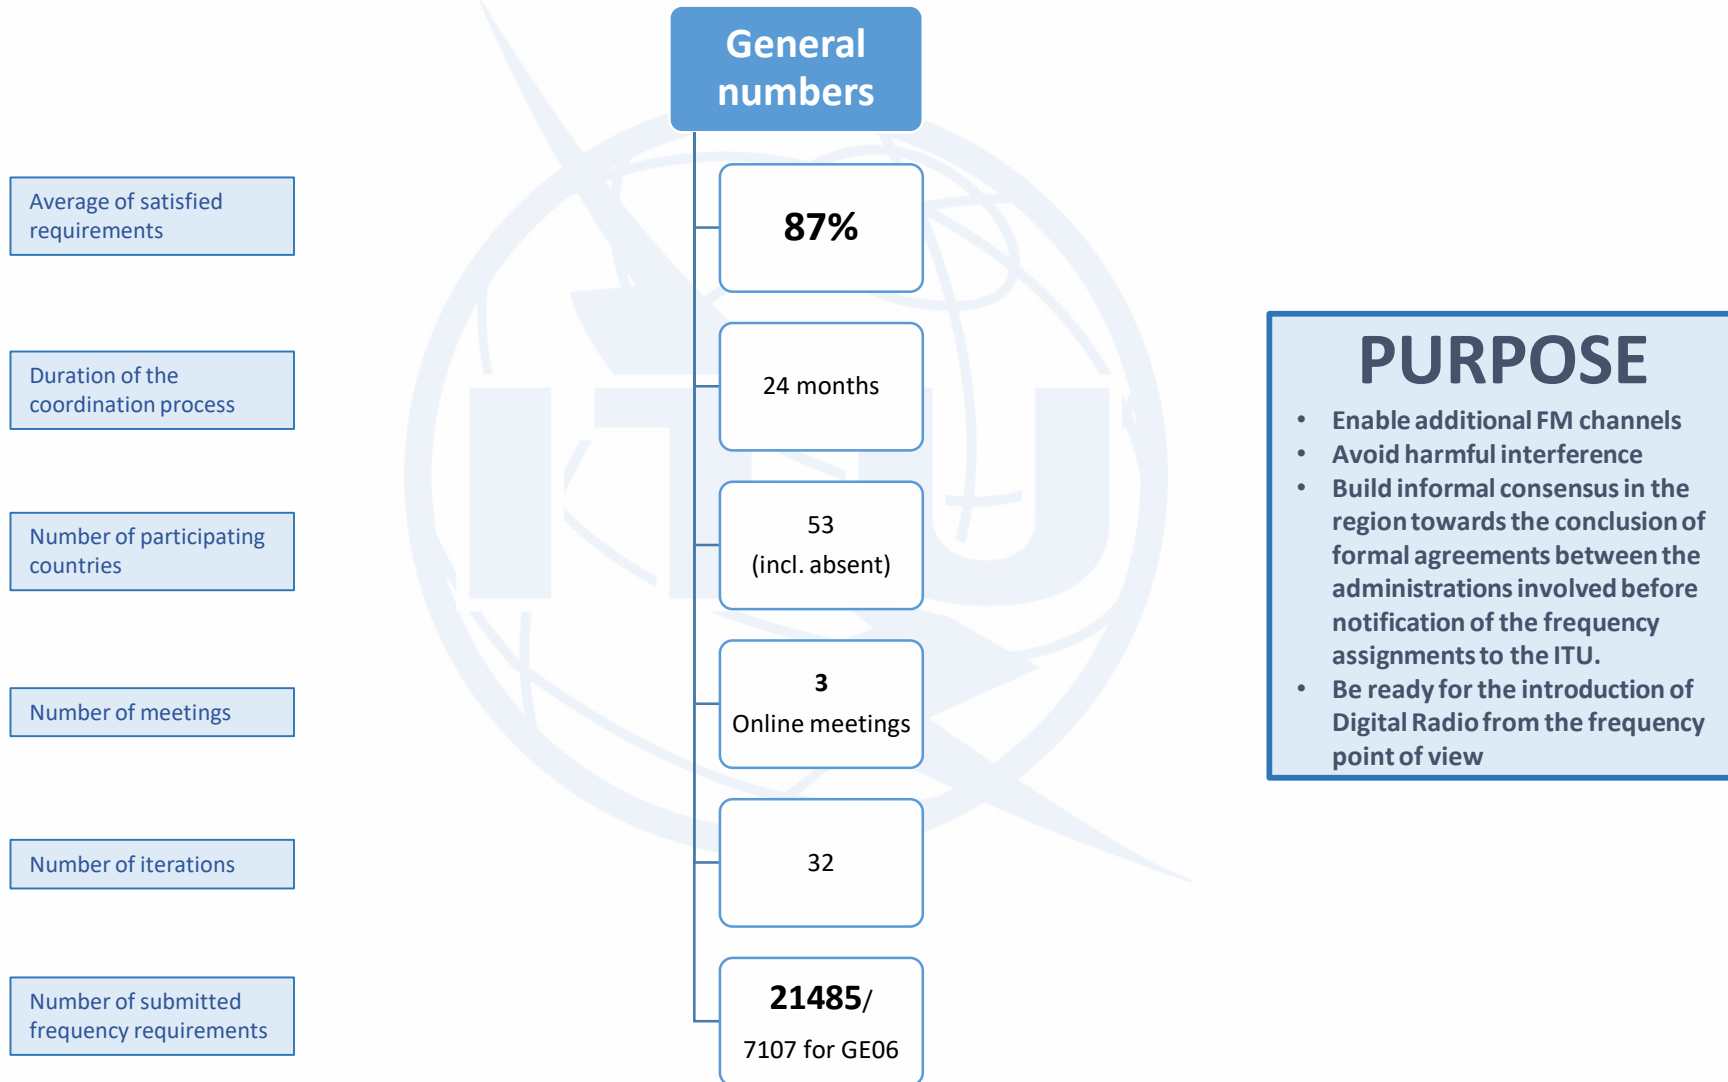 General
numbers
Average of satisfied
requirements
87%
Duration of the
coordination process
24 months
Number of participating
countries
53
(incl. absent)
Number of meetings
3
Online meetings
Number of iterations
32
Number of submitted
frequency requirements
21485/
7107 for GE06
PURPOSE
• Enable additional FM channels
• Avoid harmful interference
• Build informal consensus in the
region towards the conclusion of
formal agreements between the
administrations involved before
notification of the frequency
assignments to the ITU.
• Be ready for the introduction of
Digital Radio from the frequency
point of view
ITU